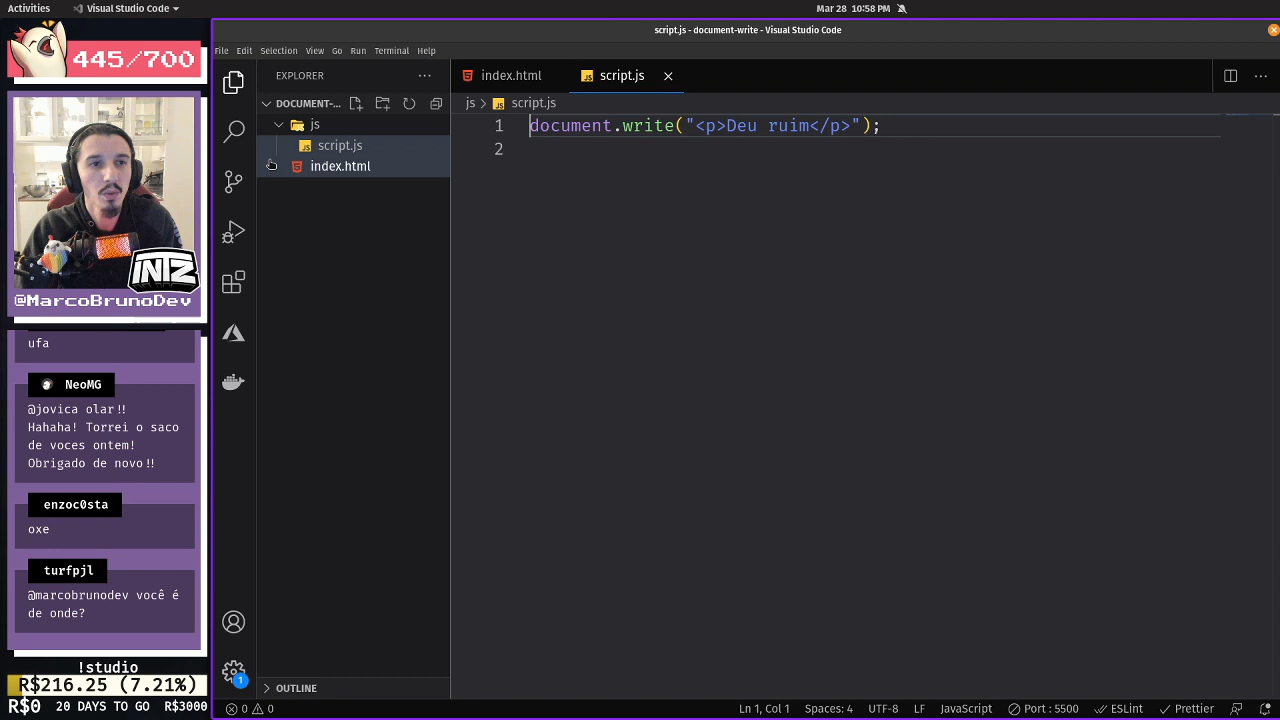 Activities
Visual Studio Code
Mar 28 10:58 PM
445/700
script.js - document-write - Visual Studio Code
File Edit Selection View Go Run Terminal Help
EXPLORER
index.html
script.js
DOCUMENT-...
js
script.js
index.html
js > script.js
1 document.write("<p>Deu ruim</p>");
2
INTZ
@MarcoBrunoDev
ufa
NeoMG
@jovica olar!!
Hahaha! Torrei o saco
de voces ontem!
Obrigado de novo!!
enzoc0sta
oxe
turfpjl
@marcobrunodev você é
de onde?
!studio
R$216.25 (7.21%)
R$0 20 DAYS TO GO R$3000
1
OUTLINE
0 0
Ln 1, Col 1 Spaces: 4 UTF-8 LF JavaScript Port : 5500 ESLint Prettier